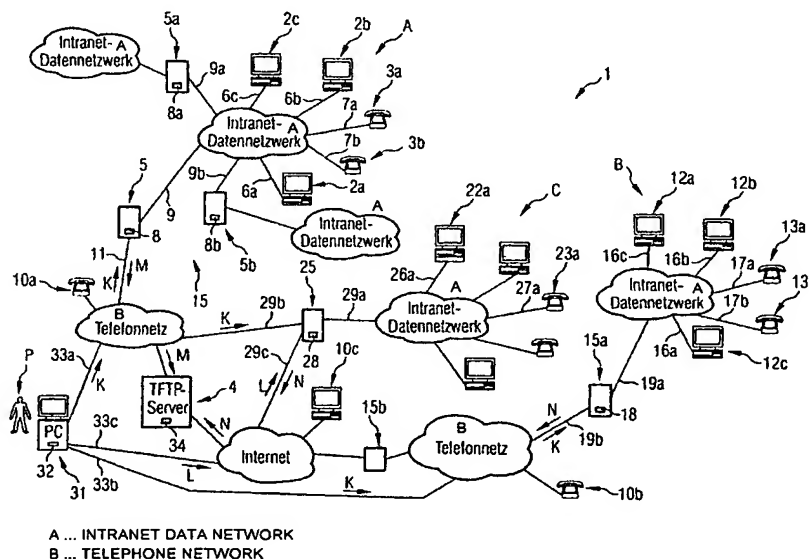 5a
2c
2b
A
Intranet- A
Datennetzwerk
9a
8a
6c
6b
3a
7a
1
Intranet- A
Datennetzwerk
7b
3b
9b
6a
2a
5
9
8
8b
5b
A
Intranet-
Datennetzwerk
22a
C
B
12a
12b
11
K
M
15
10a
25
26a
23a
16c
16b
13a
17a
B
Telefonnetz
K
29b
29a
A
Intranet-
Datennetzwerk
27a
A
Intranet-
Datennetzwerk
17b
13
16a
12c
28
29c
33a
K
M
TFTP-
Server
4
L
N
10c
15a
19a
18
P
PC
33c
34
N
Internet
15b
B
Telefonnetz
N
K
19b
32
33b
31
L
K
10b
A ... INTRANET DATA NETWORK
B ... TELEPHONE NETWORK